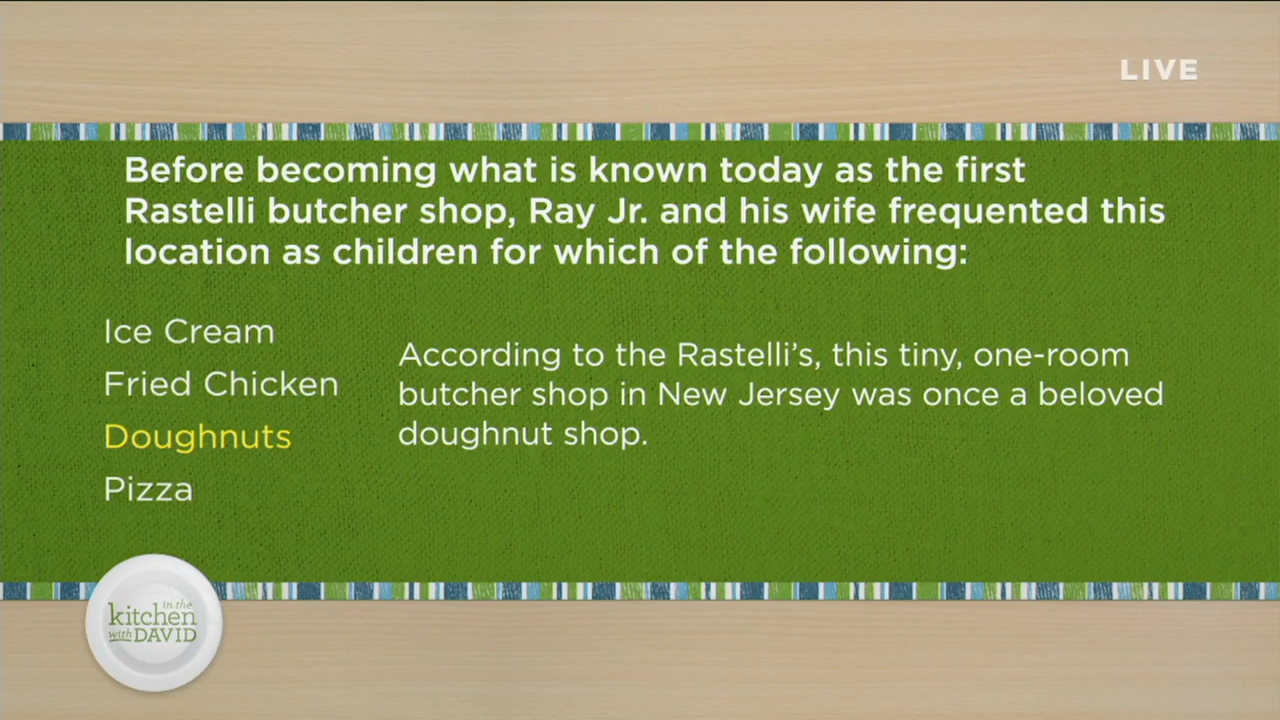 LIVE
Before becoming what is known today as the first
Rastelli butcher shop, Ray Jr. and his wife frequented this
location as children for which of the following:
Ice Cream
Fried Chicken
Doughnuts
Pizza
According to the Rastelli's, this tiny, one-room
butcher shop in New Jersey was once a beloved
doughnut shop.
in the
kitchen
with DAVID